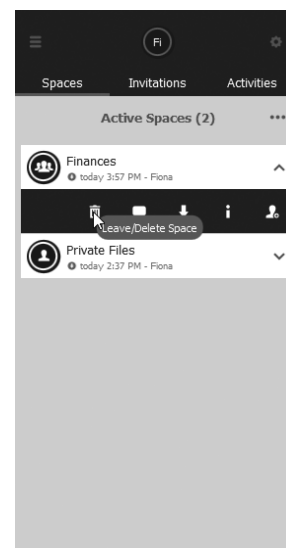 Fi
Spaces Invitations Activities
Active Spaces (2)
Finances
today 3:57 PM - Fiona
Leave/Delete Space
Private Files
today 2:37 PM - Fiona